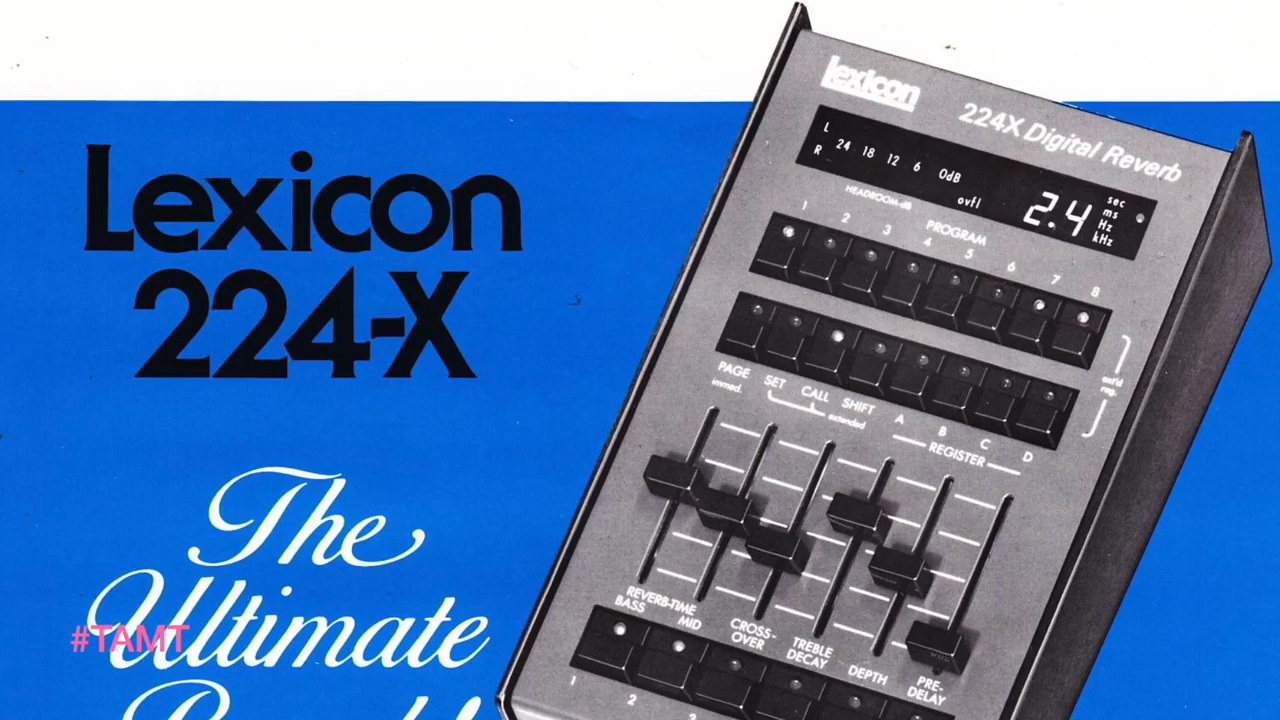 Lexicon
224-X
The
Ultimate
#TAMT
lexicon
224X Digital Reverb
L
R
24 18 12 6 0dB
HEADROOM-dB
ovfl
2.4
sec
ms
Hz
kHz
PROGRAM
1 2 3 4 5 6 7 8
PAGE
immed.
SET
CALL
SHIFT
extended
A B C D
REGISTER
ext'd
reg.
REVERB-TIME
BASS
MID
CROSS-
OVER
TREBLE
DECAY
DEPTH
PRE-
DELAY
1
2